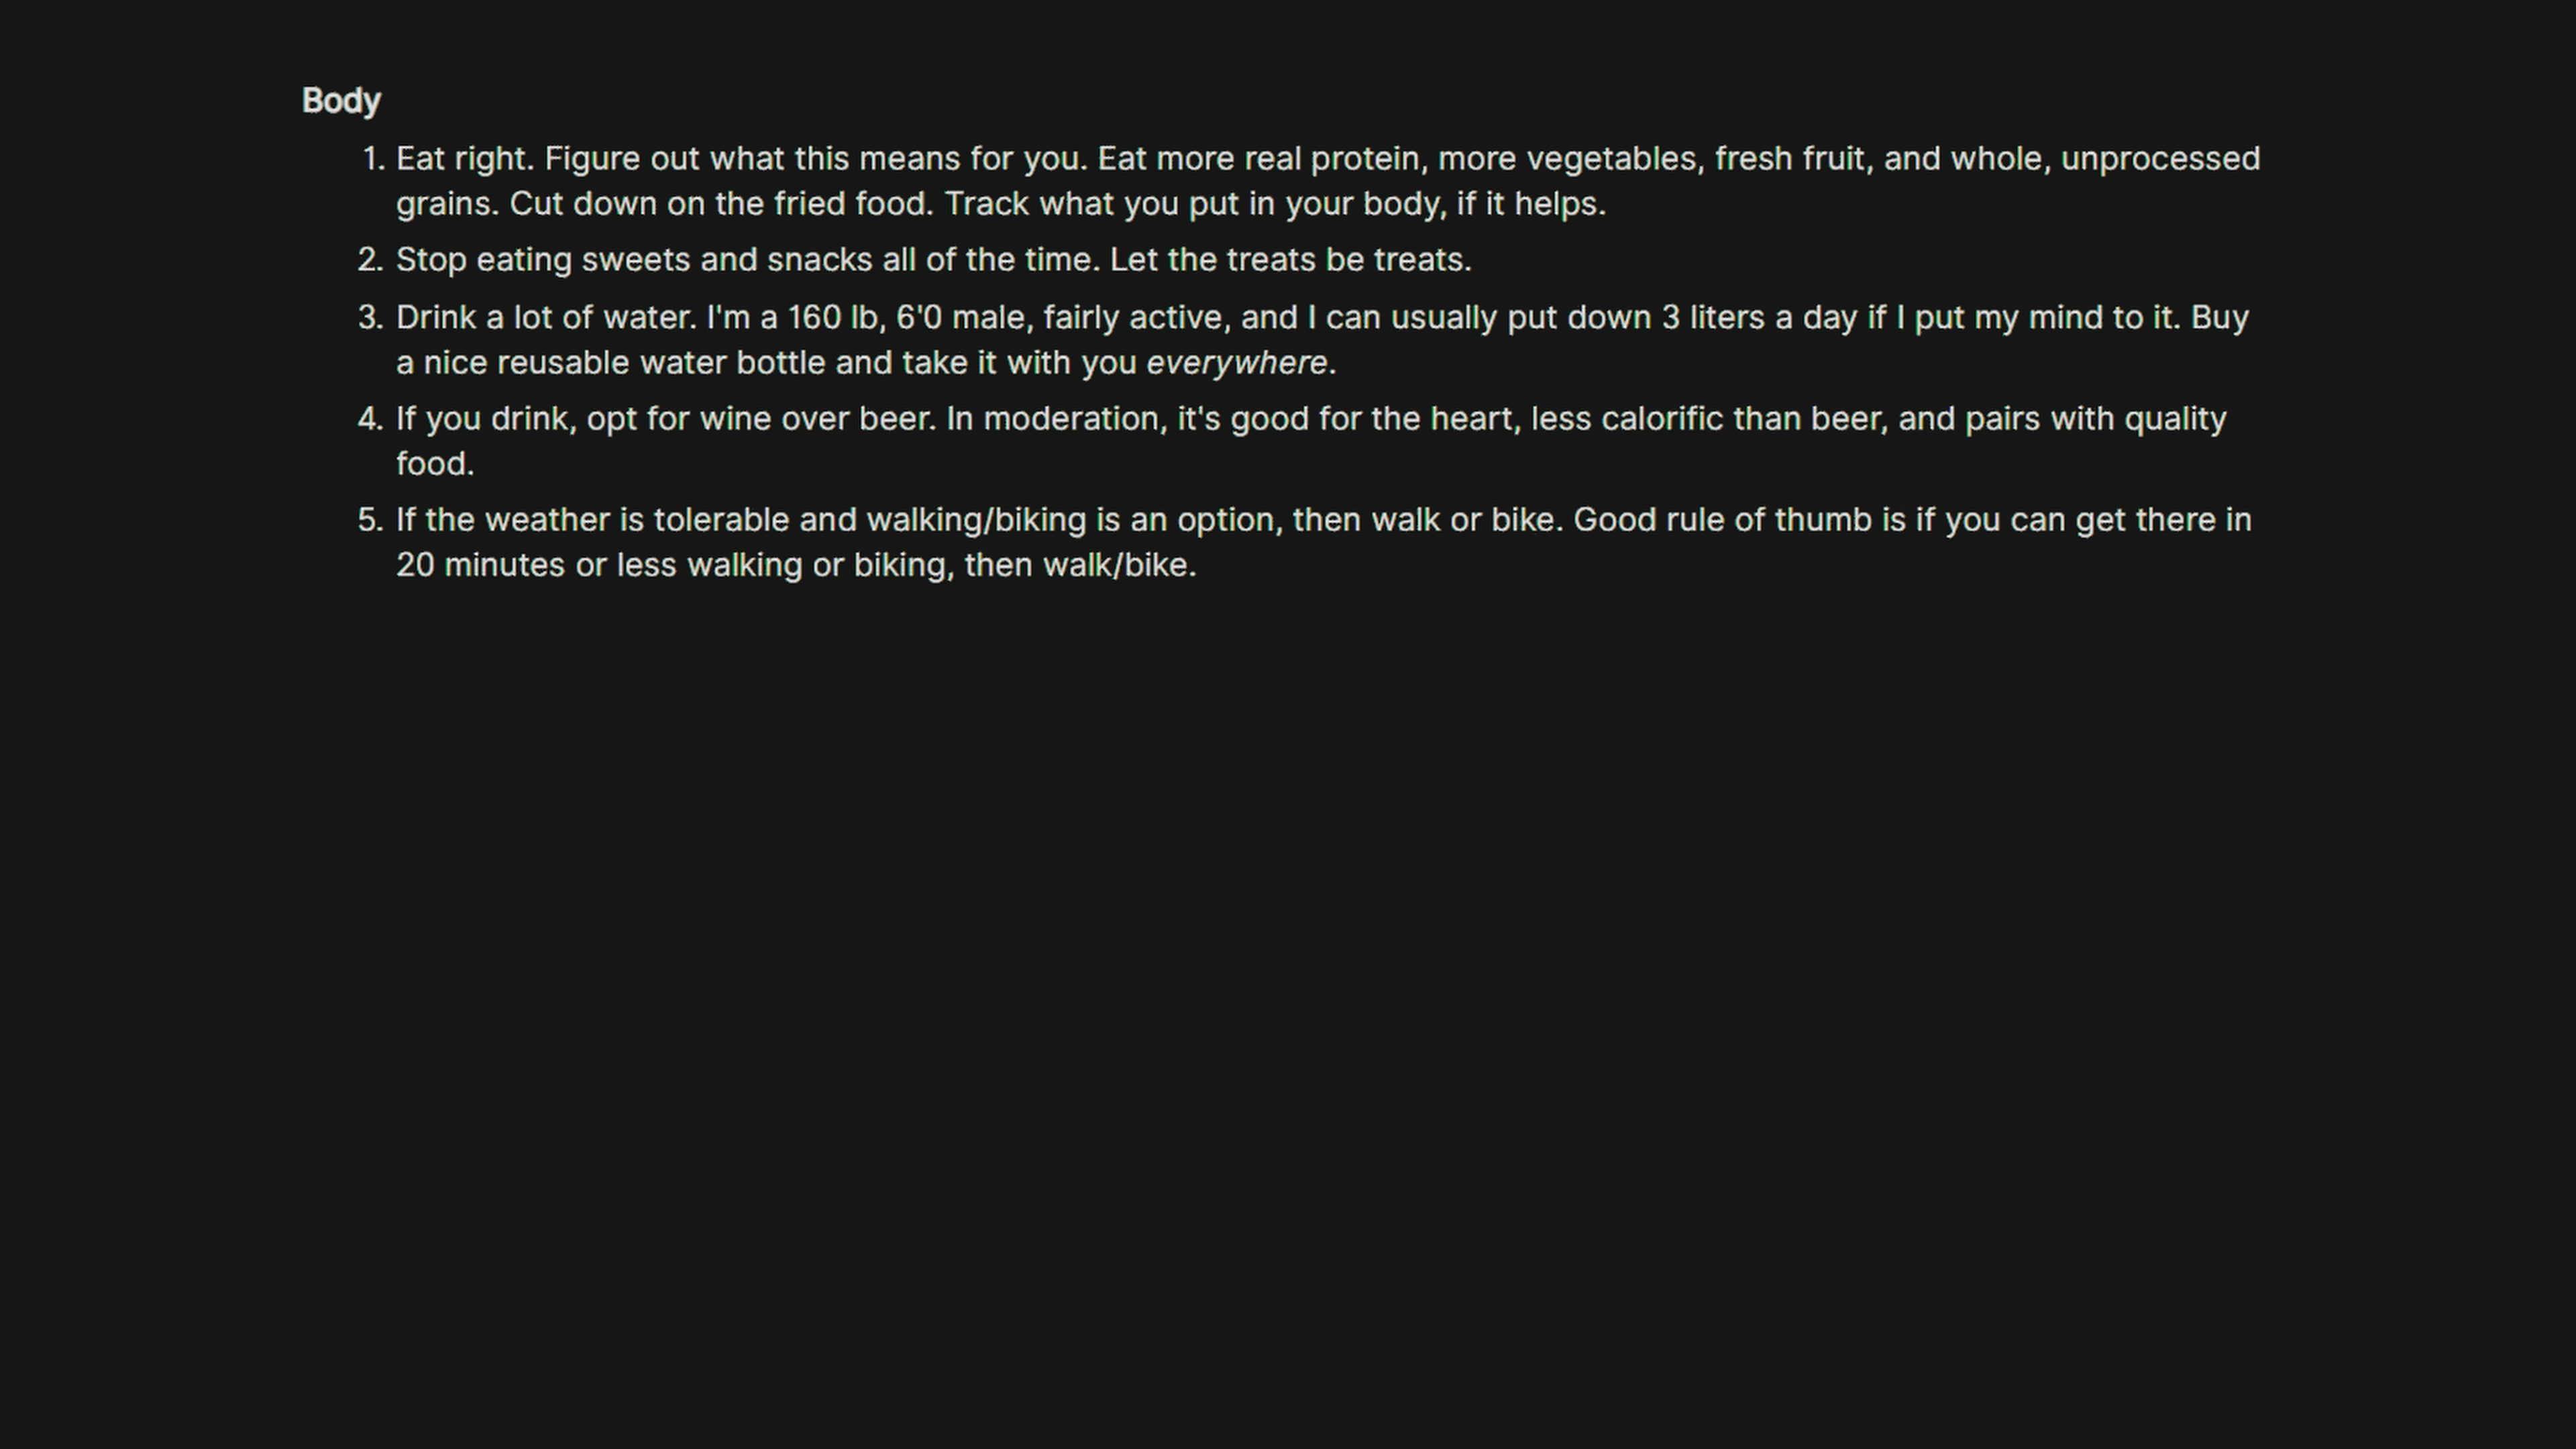 Body
1. Eat right. Figure out what this means for you. Eat more real protein, more vegetables, fresh fruit, and whole, unprocessed
grains. Cut down on the fried food. Track what you put in your body, if it helps.
2. Stop eating sweets and snacks all of the time. Let the treats be treats.
3. Drink a lot of water. I'm a 160 lb, 6'0 male, fairly active, and I can usually put down 3 liters a day if I put my mind to it. Buy
a nice reusable water bottle and take it with you everywhere.
4. If you drink, opt for wine over beer. In moderation, it's good for the heart, less calorific than beer, and pairs with quality
food.
5. If the weather is tolerable and walking/biking is an option, then walk or bike. Good rule of thumb is if you can get there in
20 minutes or less walking or biking, then walk/bike.